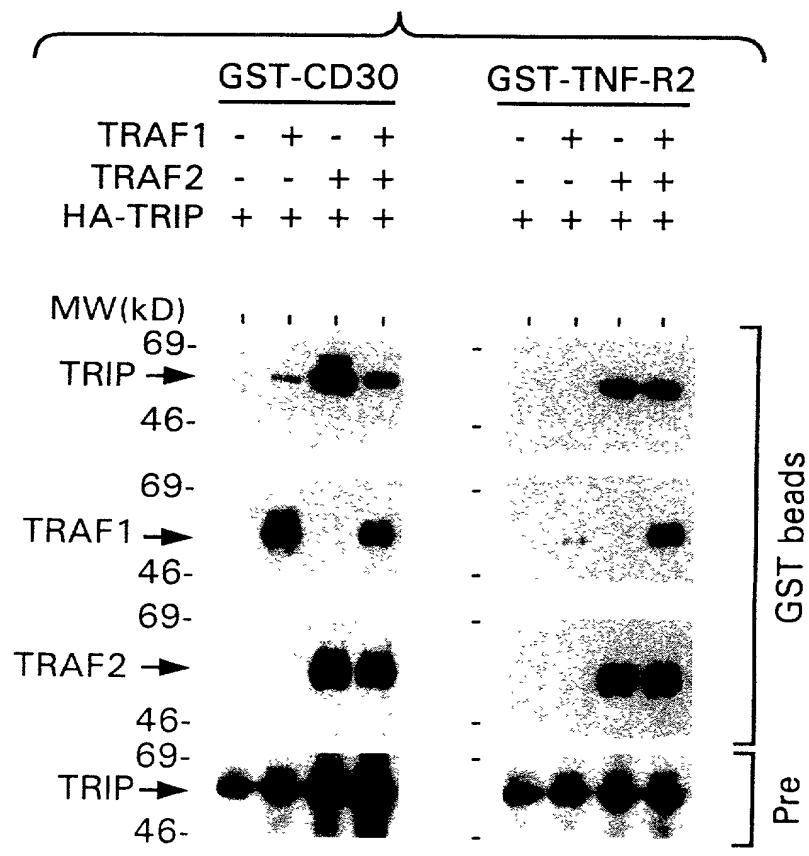 GST-CD30 GST-TNF-R2
TRAF1 - + - + - + - +
TRAF2 - - + + - - + +
HA-TRIP + + + + + + + +
MW(kD)
69-
TRIP
46-
69-
TRAF1
46-
69-
TRAF2
46-
GST beads
69-
TRIP
46-
Pre